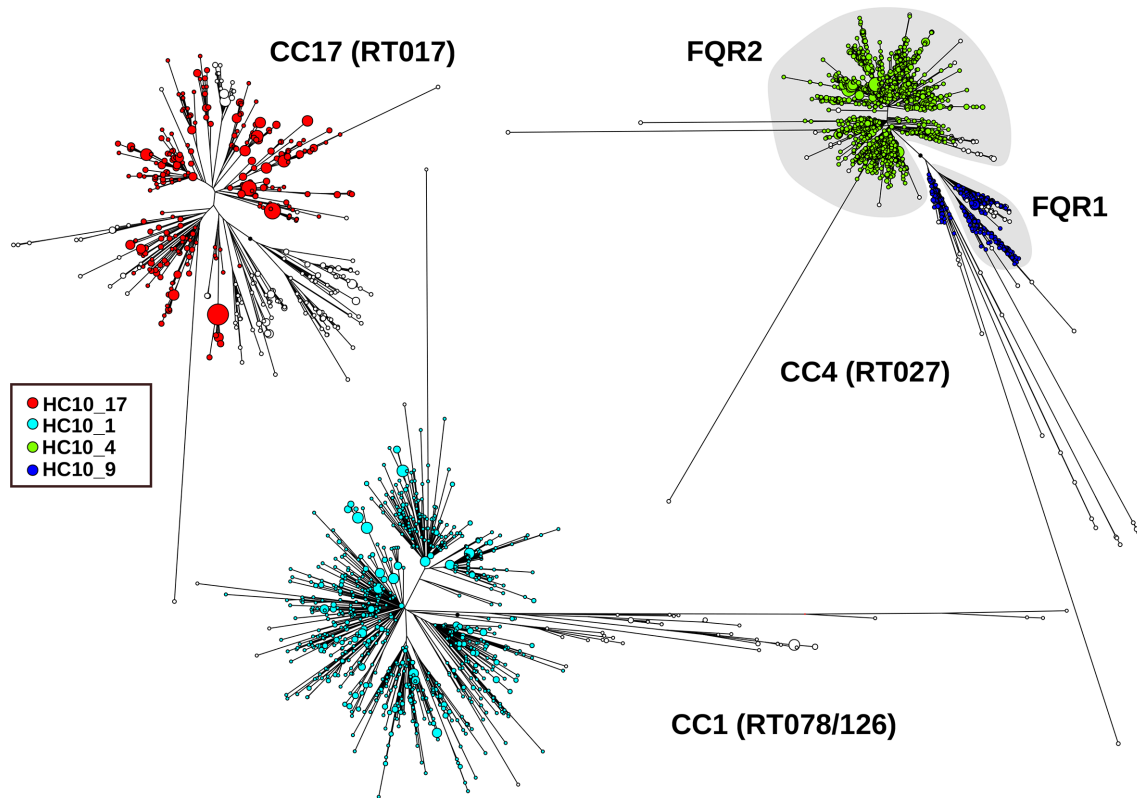 CC17 (RT017)
FQR2
FQR1
CC4 (RT027)
HC10_17
HC10_1
HC10_4
HC10_9
CC1 (RT078/126)